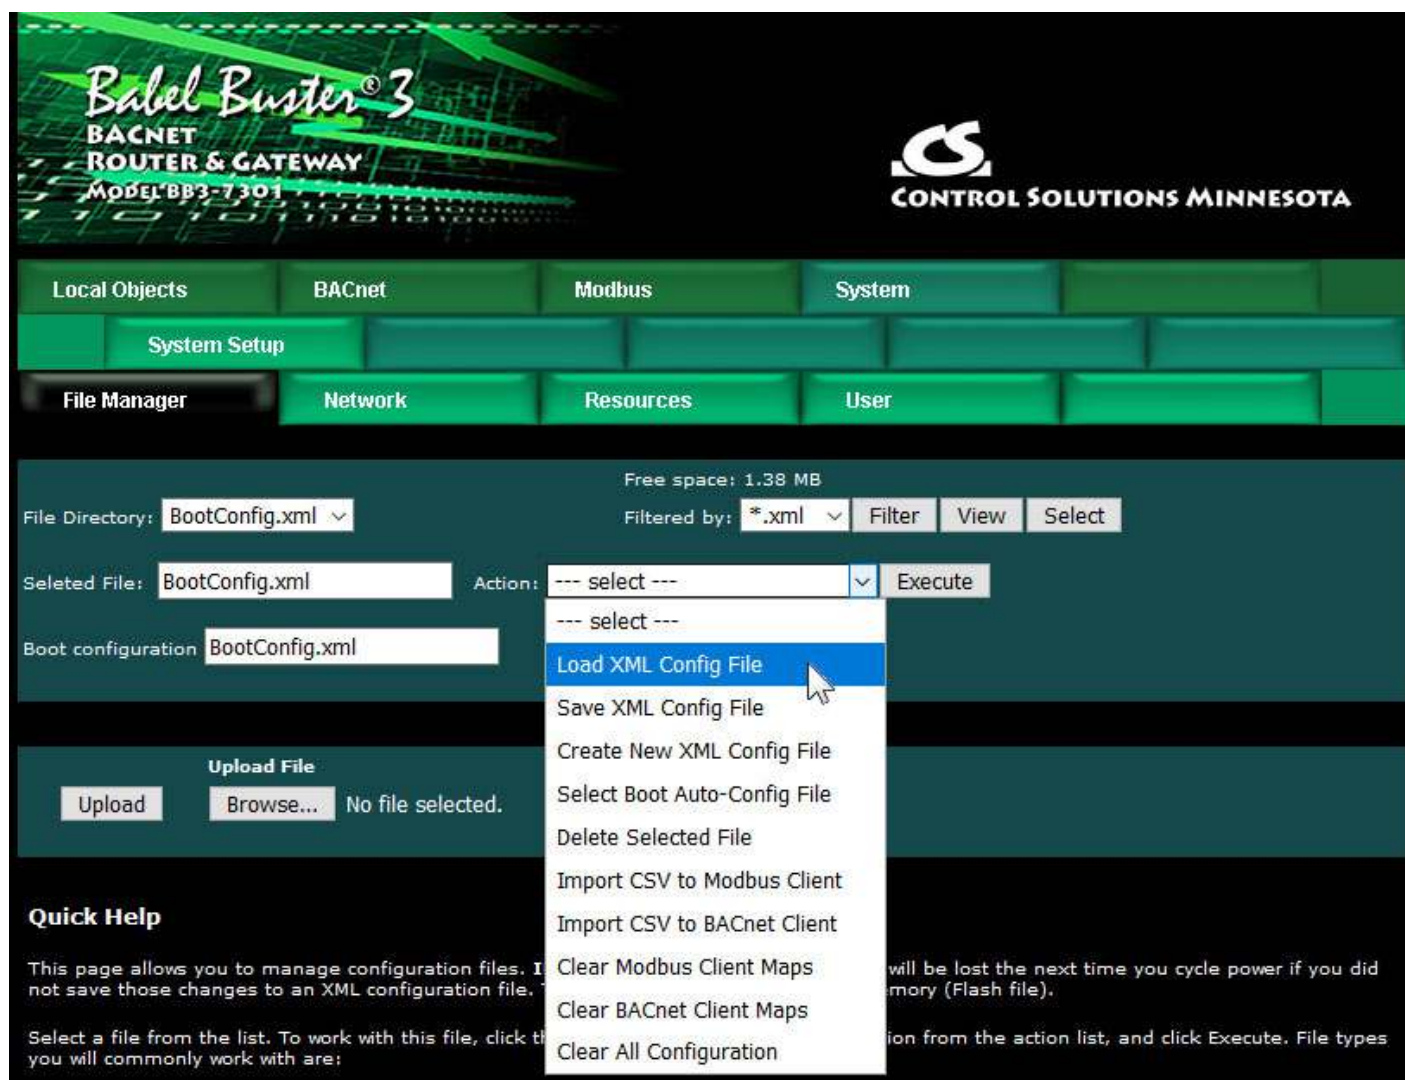 Babel Buster® 3
BACNET
ROUTER & GATEWAY
MODEL BB3-7301
CS
CONTROL SOLUTIONS MINNESOTA
Local Objects BACnet Modbus System
System Setup
File Manager Network Resources User
Free space: 1.38 MB
File Directory: BootConfig.xml Filtered by: *.xml Filter View Select
Seleted File: BootConfig.xml Action: --- select --- Execute
--- select ---
Boot configuration BootConfig.xml
Load XML Config File
Save XML Config File
Create New XML Config File
Select Boot Auto-Config File
Delete Selected File
Import CSV to Modbus Client
Import CSV to BACnet Client
Clear Modbus Client Maps
Clear BACnet Client Maps
Clear All Configuration
Upload File
Upload Browse... No file selected.
Quick Help
This page allows you to manage configuration files. will be lost the next time you cycle power if you did
not save those changes to an XML configuration file. (Flash file).
Select a file from the list. To work with this file, click from the action list, and click Execute. File types
you will commonly work with are: